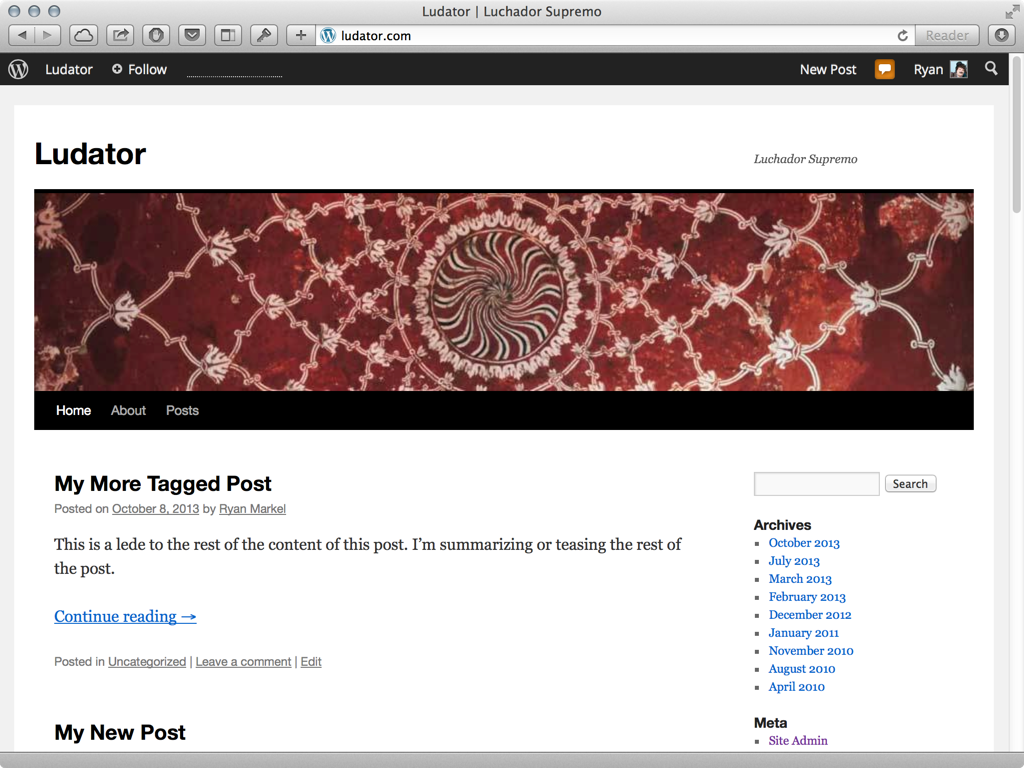 Ludator | Luchador Supremo
ludator.com
Reader
Ludator
Follow
New Post
Ryan
Ludator
Luchador Supremo
Home
About
Posts
My More Tagged Post
Posted on October 8, 2013 by Ryan Markel
This is a lede to the rest of the content of this post. I’m summarizing or teasing the rest of
the post.
Continue reading →
Posted in Uncategorized | Leave a comment | Edit
My New Post
Search
Archives
October 2013
July 2013
March 2013
February 2013
December 2012
January 2011
November 2010
August 2010
April 2010
Meta
Site Admin